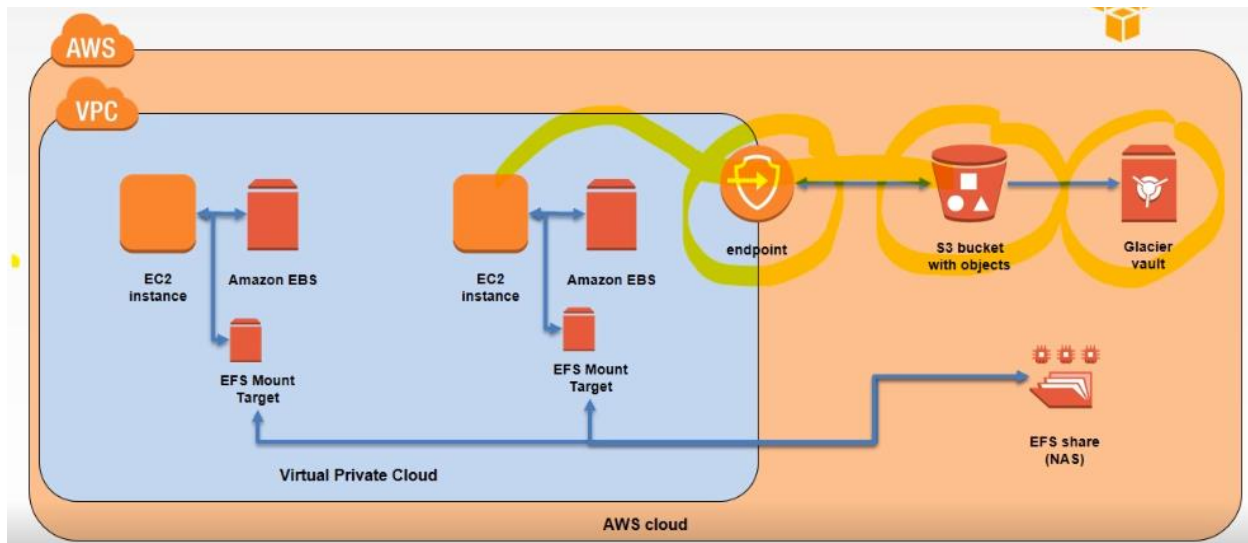 AWS
VPC
EC2
instance
Amazon EBS
EFS Mount
Target
EC2
instance
Amazon EBS
EFS Mount
Target
endpoint
S3 bucket
with objects
Glacier
vault
EFS share
(NAS)
Virtual Private Cloud
AWS cloud